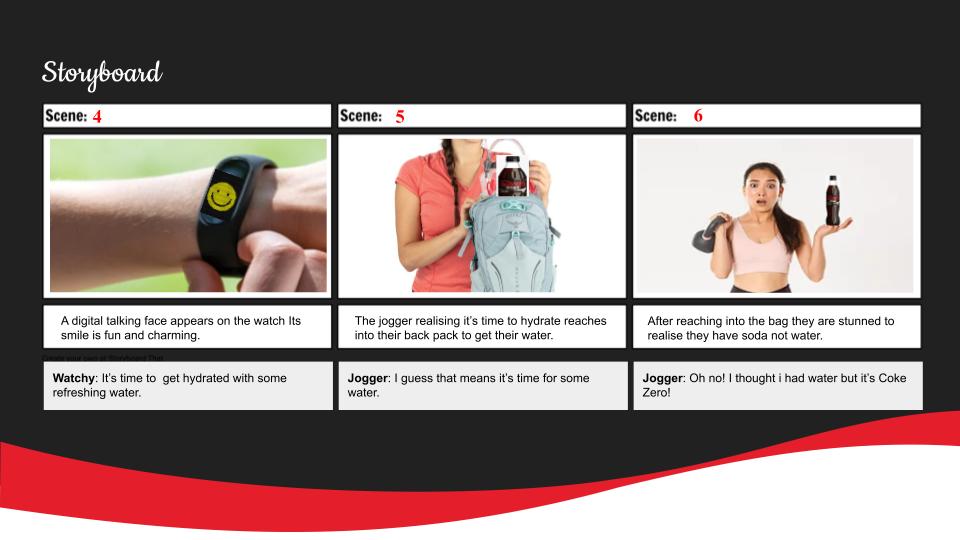 Storyboard
Scene: 4
Scene: 5
Scene: 6
A digital talking face appears on the watch Its
smile is fun and charming.
The jogger realising it's time to hydrate reaches
into their back pack to get their water.
After reaching into the bag they are stunned to
realise they have soda not water.
Create your own at Storyboard That
Watchy: It's time to  get hydrated with some
refreshing water.
Jogger: I guess that means it's time for some
water.
Jogger: Oh no! I thought i had water but it's Coke
Zero!